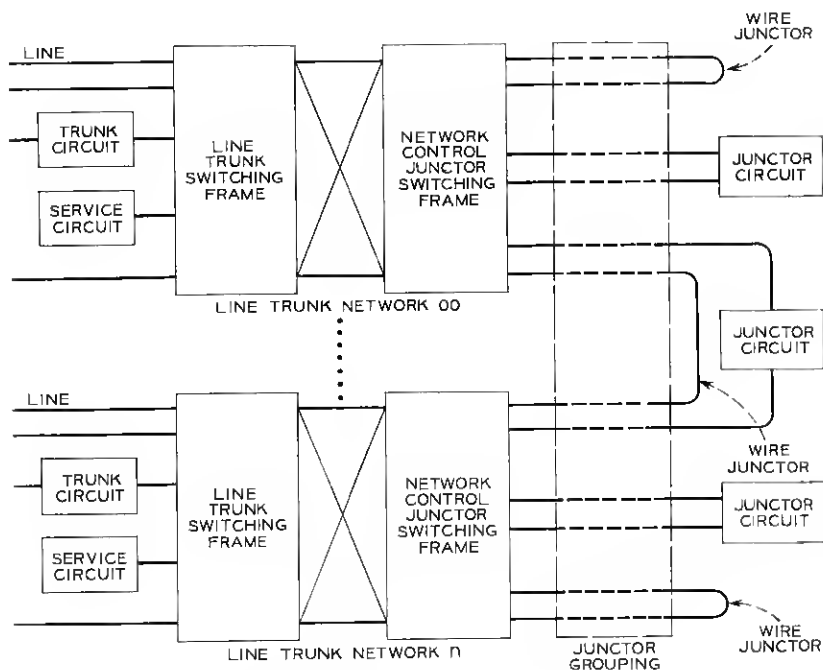 WIRE
JUNCTOR
LINE
TRUNK
CIRCUIT
SERVICE
CIRCUIT
LINE
TRUNK
SWITCHING
FRAME
NETWORK
CONTROL
JUNCTOR
SWITCHING
FRAME
JUNCTOR
CIRCUIT
LINE TRUNK NETWORK 00
JUNCTOR
CIRCUIT
LINE
TRUNK
CIRCUIT
SERVICE
CIRCUIT
LINE
TRUNK
SWITCHING
FRAME
NETWORK
CONTROL
JUNCTOR
SWITCHING
FRAME
WIRE
JUNCTOR
JUNCTOR
CIRCUIT
LINE TRUNK NETWORK n
JUNCTOR
GROUPING
WIRE
JUNCTOR